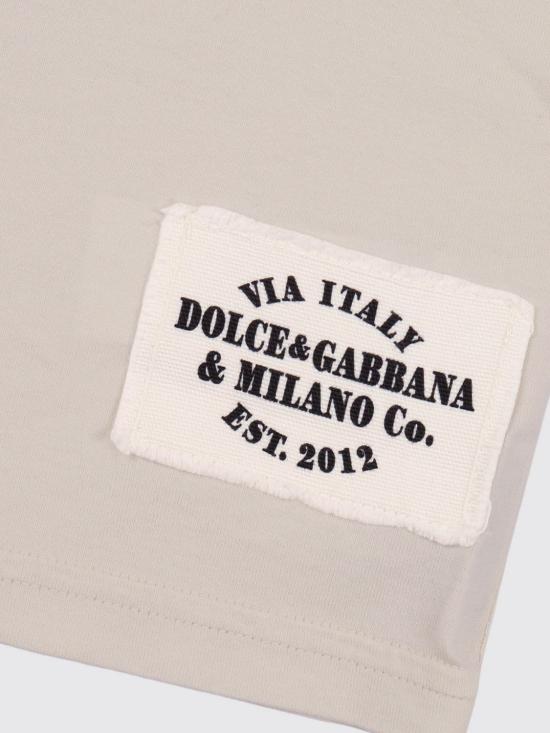 VIA ITALY
DOLCE&GABBANA
& MILANO Co.
EST. 2012